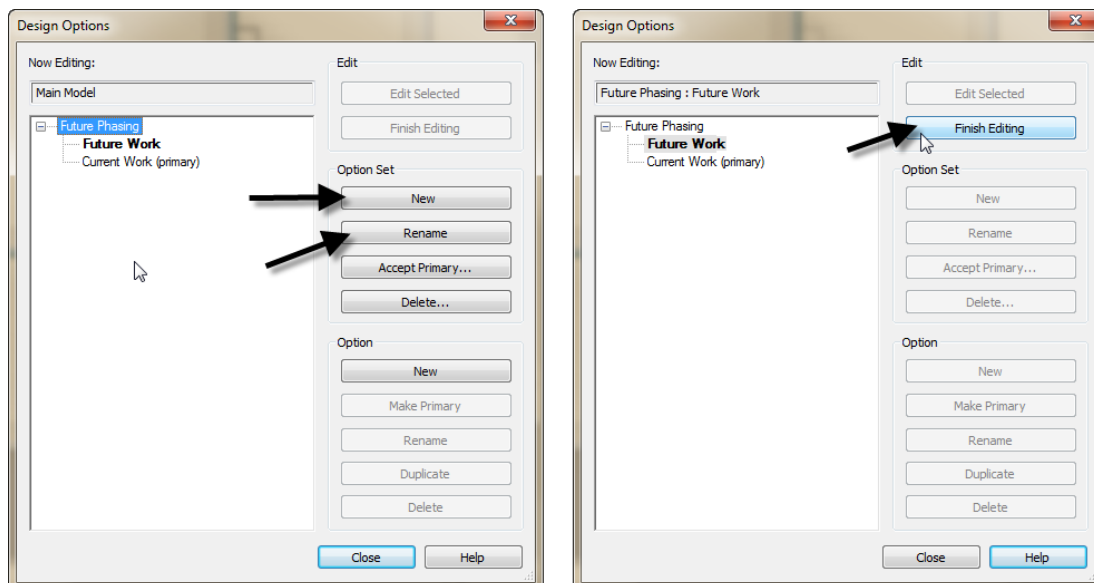 Design Options
Now Editing:
Main Model
Future Phasing
Future Work
Current Work (primary)
Edit
Edit Selected
Finish Editing
Option Set
New
Rename
Accept Primary...
Delete...
Option
New
Make Primary
Rename
Duplicate
Delete
Close
Help
Design Options
Now Editing:
Future Phasing : Future Work
Future Phasing
Future Work
Current Work (primary)
Edit
Edit Selected
Finish Editing
Option Set
New
Rename
Accept Primary...
Delete...
Option
New
Make Primary
Rename
Duplicate
Delete
Close
Help